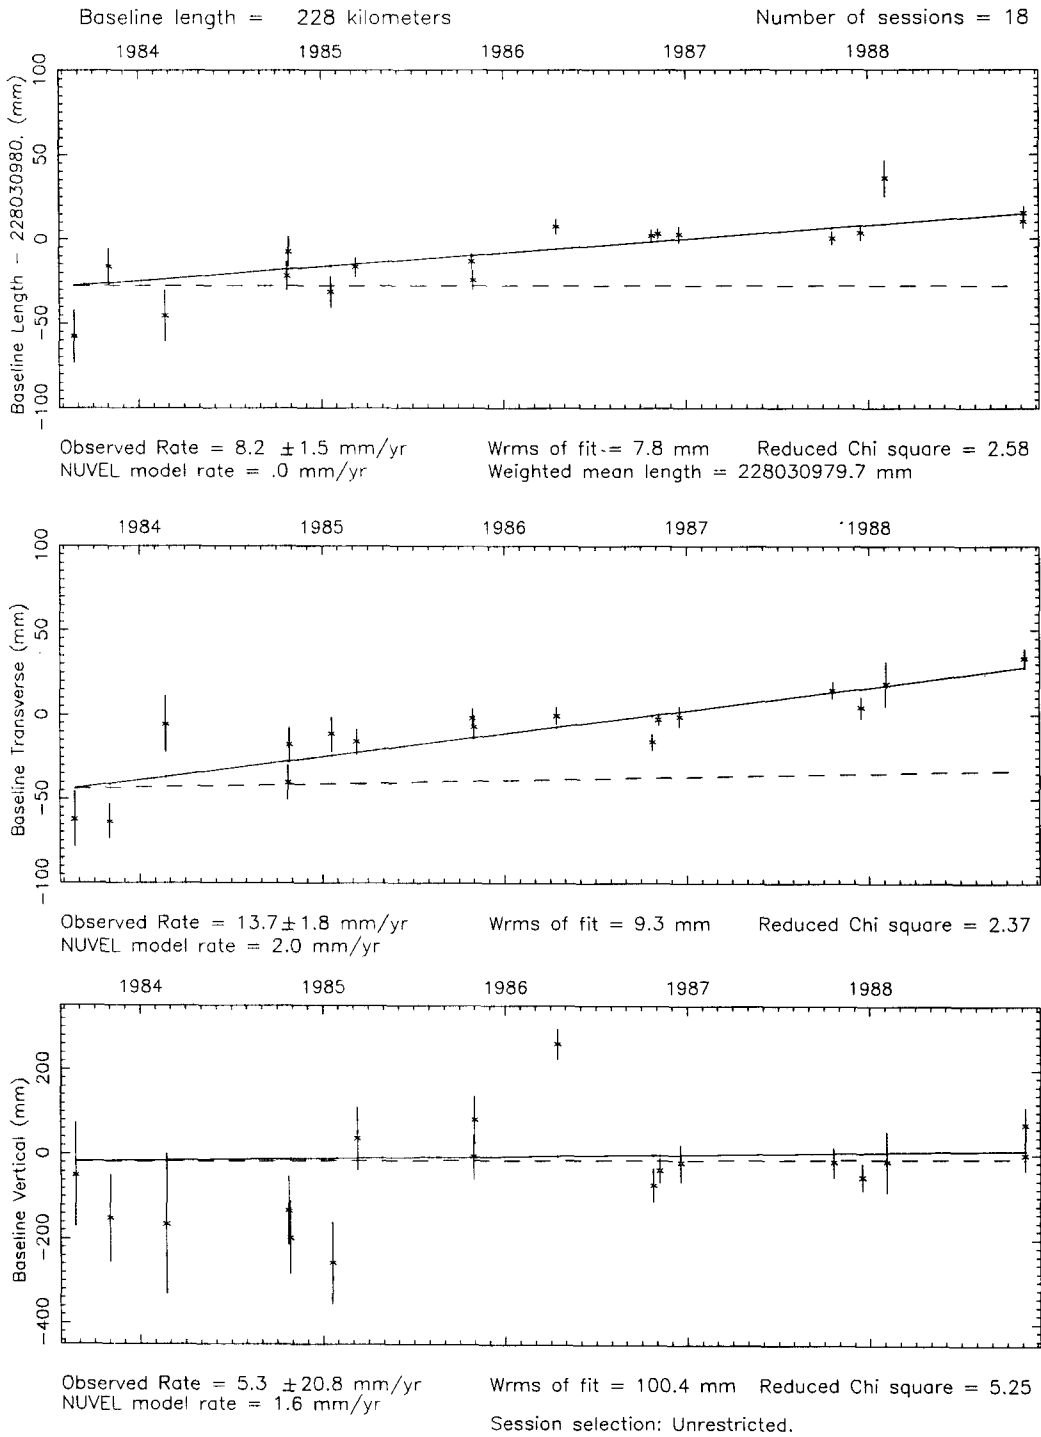 Baseline length = 228 kilometers Number of sessions = 18
1984 1985 1986 1987 1988
100
50
0
-50
-100
Baseline Length - 228030980. (mm)
Observed Rate = 8.2 ±1.5 mm/yr Wrms of fit = 7.8 mm Reduced Chi square = 2.58
NUVEL model rate = .0 mm/yr Weighted mean length = 228030979.7 mm
1984 1985 1986 1987 1988
100
50
0
-50
-100
Baseline Transverse (mm)
Observed Rate = 13.7±1.8 mm/yr Wrms of fit = 9.3 mm Reduced Chi square = 2.37
NUVEL model rate = 2.0 mm/yr
1984 1985 1986 1987 1988
200
0
-200
-400
Baseline Vertical (mm)
Observed Rate = 5.3 ±20.8 mm/yr Wrms of fit = 100.4 mm Reduced Chi square = 5.25
NUVEL model rate = 1.6 mm/yr
Session selection: Unrestricted.